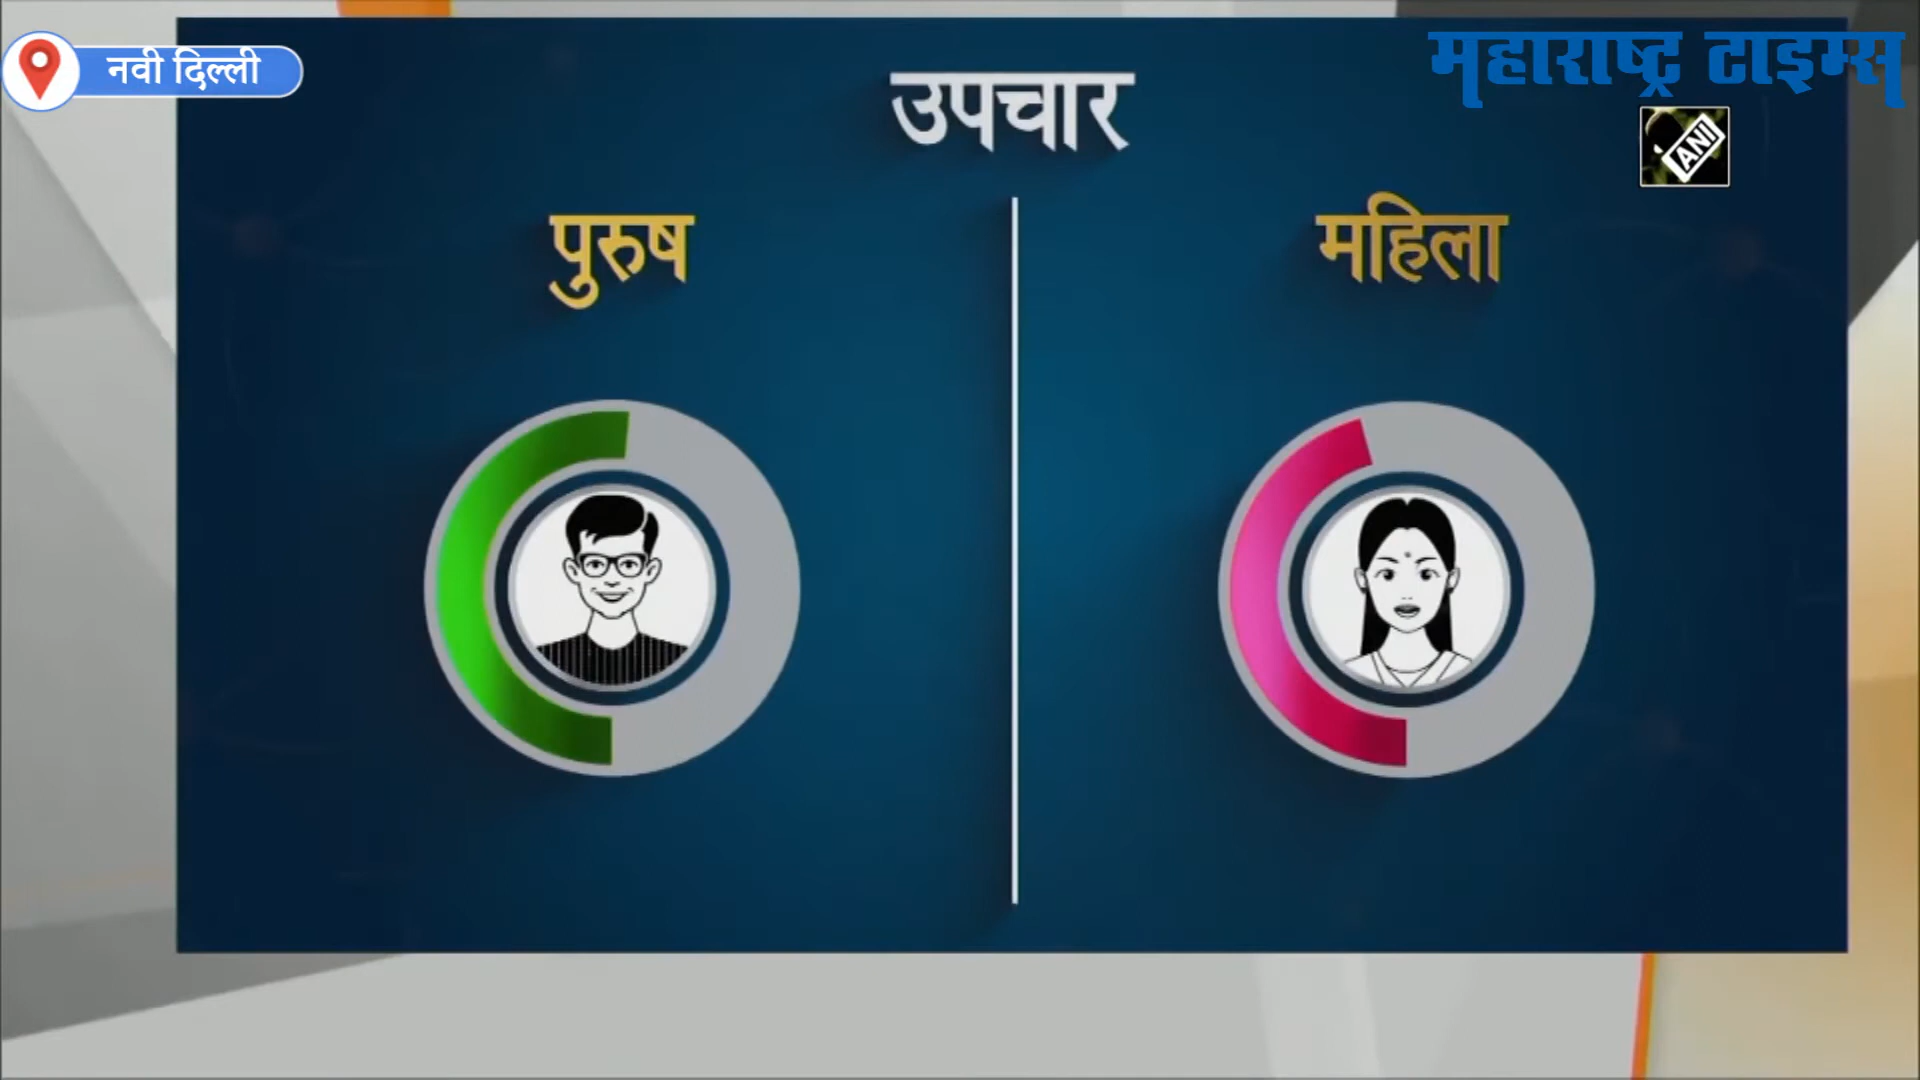 नवी दिल्ली
महाराष्ट्र टाइम्स
ANI
उपचार
पुरुष
महिला